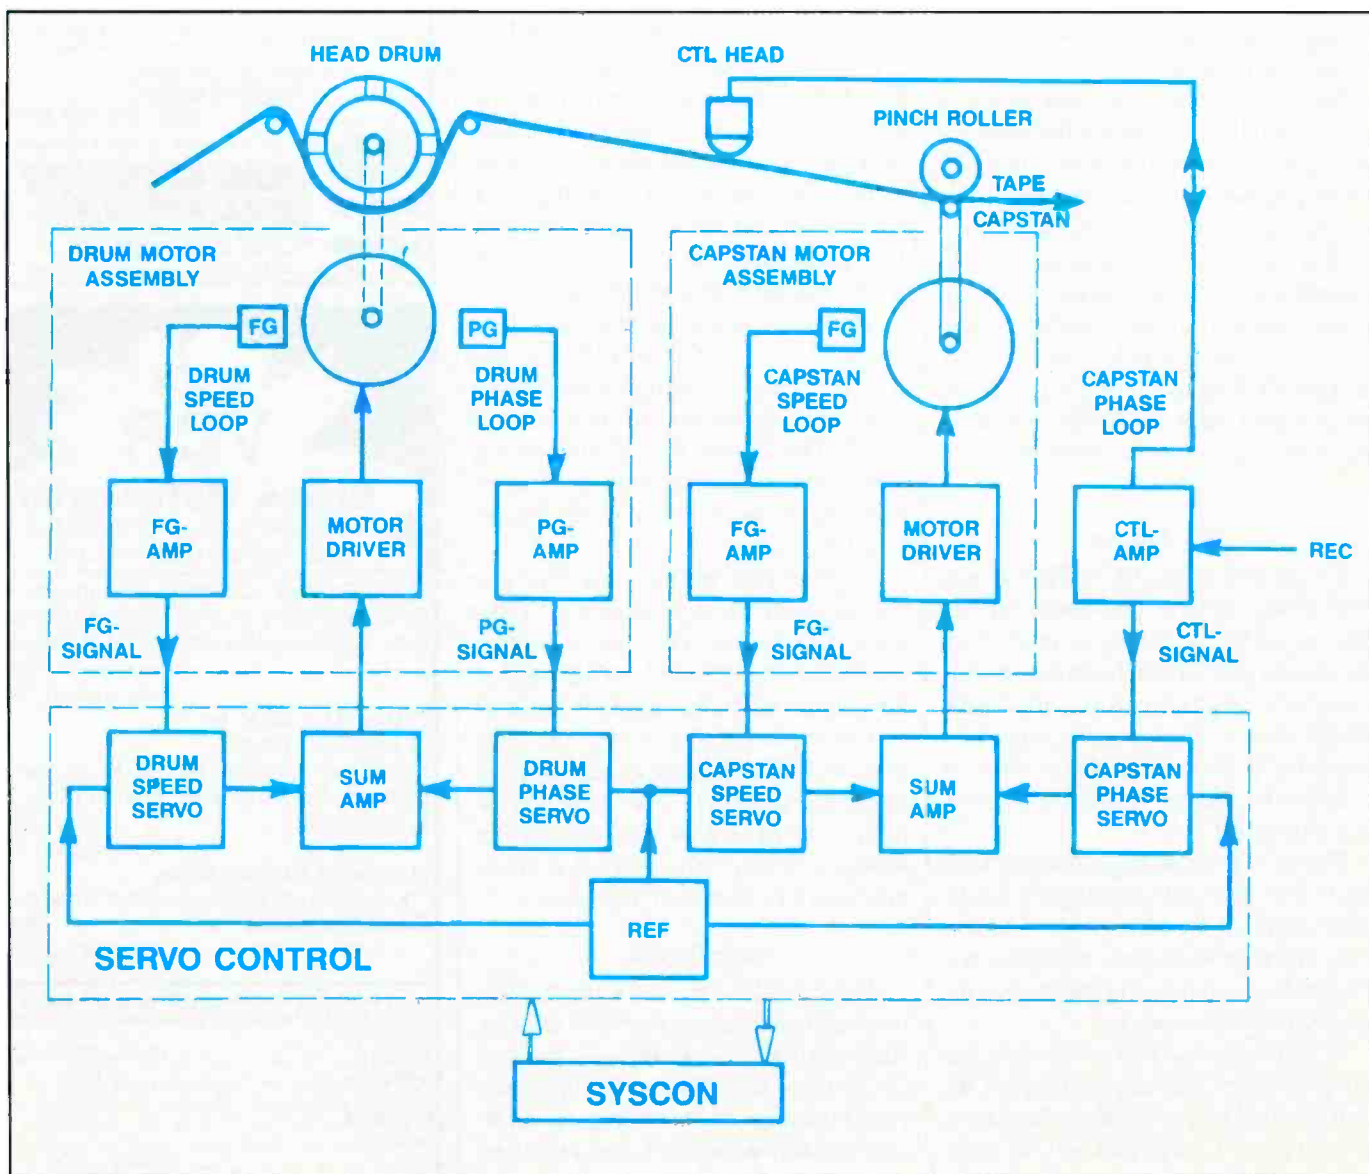 HEAD DRUM
CTL HEAD
PINCH ROLLER
TAPE
CAPSTAN
DRUM MOTOR
ASSEMBLY
CAPSTAN MOTOR
ASSEMBLY
FG
PG
FG
DRUM
SPEED
LOOP
DRUM
PHASE
LOOP
CAPSTAN
SPEED
LOOP
CAPSTAN
PHASE
LOOP
FG-
AMP
MOTOR
DRIVER
PG-
AMP
FG-
AMP
MOTOR
DRIVER
CTL-
AMP
REC
FG-
SIGNAL
PG-
SIGNAL
FG-
SIGNAL
CTL-
SIGNAL
DRUM
SPEED
SERVO
SUM
AMP
DRUM
PHASE
SERVO
CAPSTAN
SPEED
SERVO
SUM
AMP
CAPSTAN
PHASE
SERVO
REF
SERVO CONTROL
SYSCON